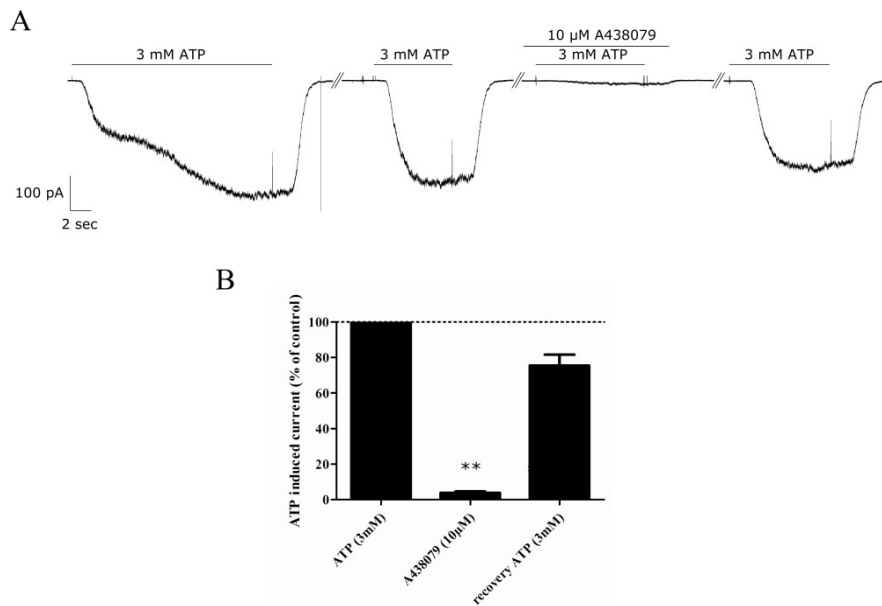 A
10 µM A438079
3 mM ATP 3 mM ATP 3 mM ATP 3 mM ATP
100 pA
2 sec
B
ATP induced current (% of control)
100
80
60
40
20
0
**
ATP (3mM)
A438079 (10µM)
recovery ATP (3mM)